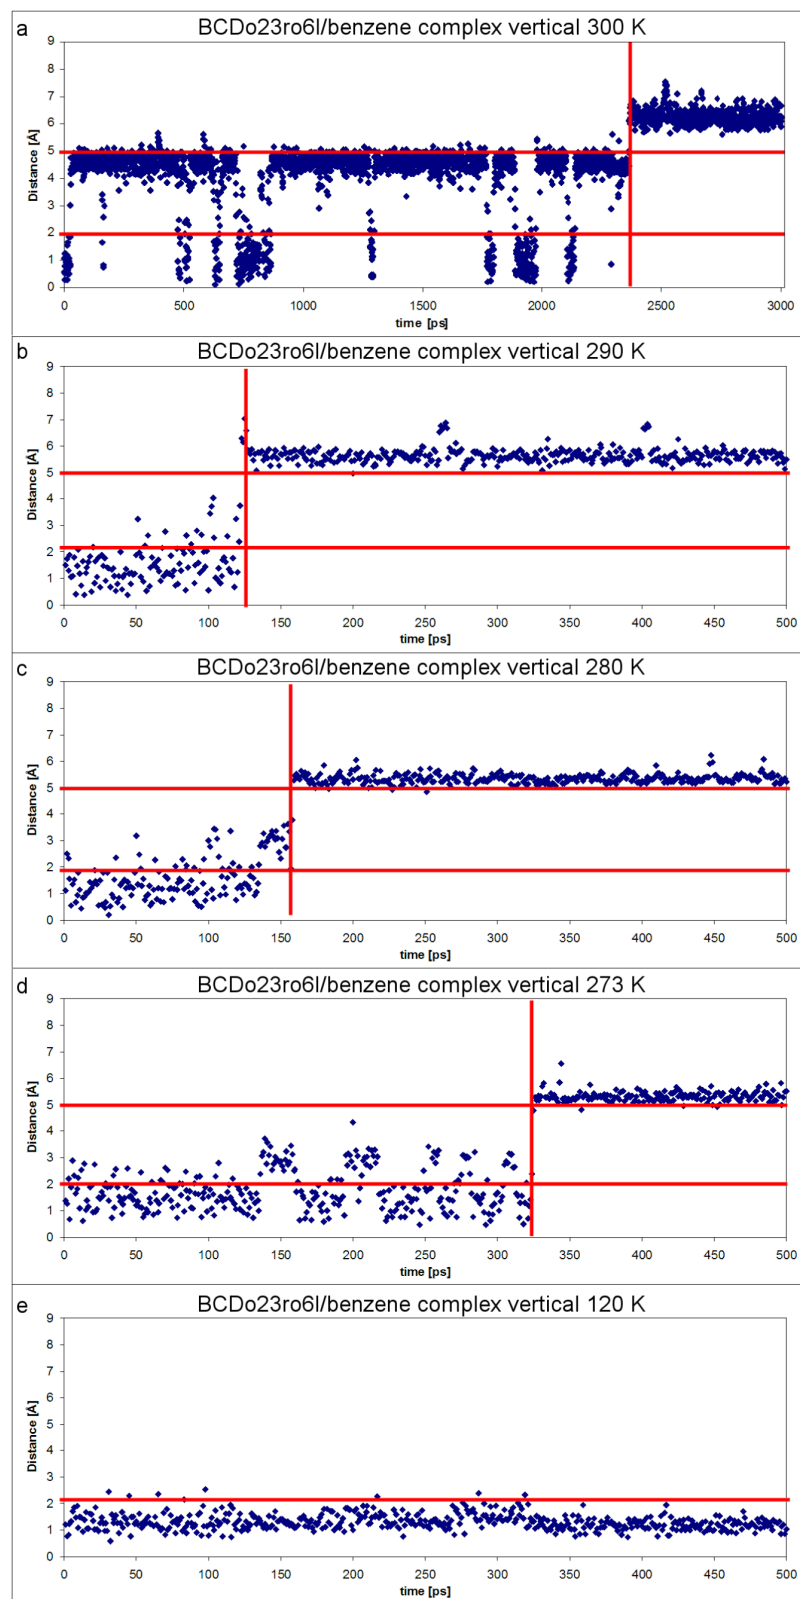 a
BCDo23ro6l/benzene complex vertical 300 K
9
8
7
6
5
4
3
2
1
0
Distance [Å]
0 500 1000 1500 2000 2500 3000
time [ps]
b
BCDo23ro6l/benzene complex vertical 290 K
9
8
7
6
5
4
3
2
1
0
Distance [Å]
0 50 100 150 200 250 300 350 400 450 500
time [ps]
c
BCDo23ro6l/benzene complex vertical 280 K
9
8
7
6
5
4
3
2
1
0
Distance [Å]
0 50 100 150 200 250 300 350 400 450 500
time [ps]
d
BCDo23ro6l/benzene complex vertical 273 K
9
8
7
6
5
4
3
2
1
0
Distance [Å]
0 50 100 150 200 250 300 350 400 450 500
time [ps]
e
BCDo23ro6l/benzene complex vertical 120 K
9
8
7
6
5
4
3
2
1
0
Distance [Å]
0 50 100 150 200 250 300 350 400 450 500
time [ps]